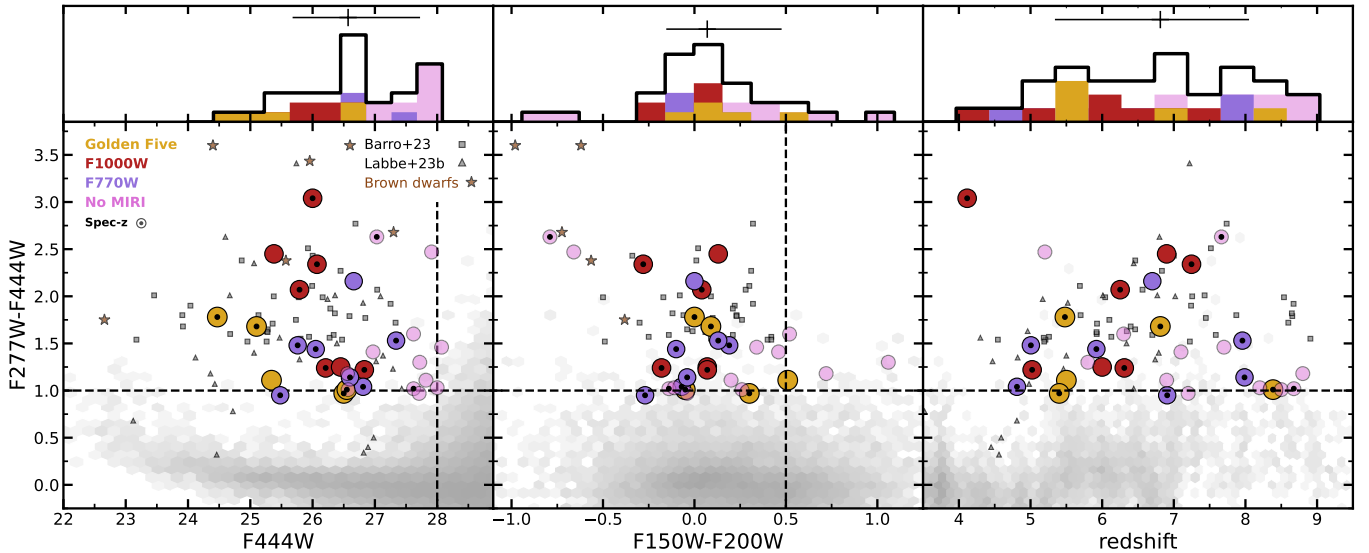 Golden Five
F1000W
F770W
No MIRI
Spec-z
Barro+23
Labbe+23b
Brown dwarfs
F277W-F444W
3.5
3.0
2.5
2.0
1.5
1.0
0.5
0.0
22 23 24 25 26 27 28
−1.0 −0.5 0.0 0.5 1.0
4 5 6 7 8 9
F444W
F150W-F200W
redshift